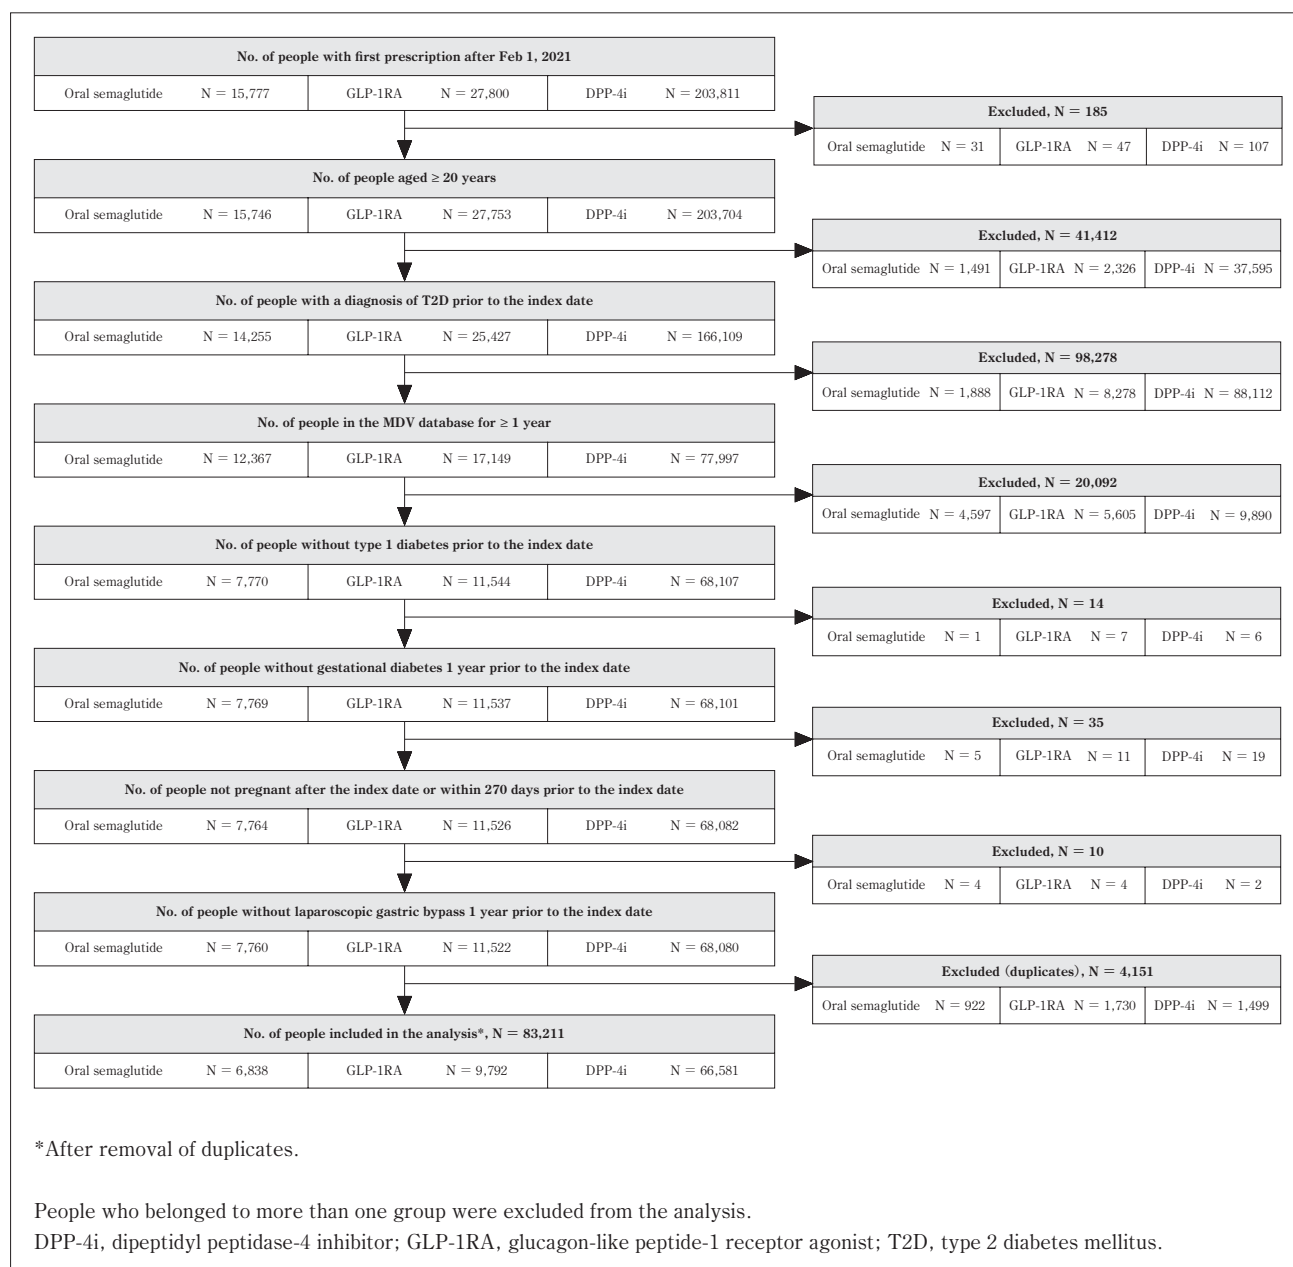 No. of people with first prescription after Feb 1, 2021
Oral semaglutide N = 15,777 GLP-1RA N = 27,800 DPP-4i N = 203,811
Excluded, N = 185
Oral semaglutide N = 31 GLP-1RA N = 47 DPP-4i N = 107
No. of people aged ≥ 20 years
Oral semaglutide N = 15,746 GLP-1RA N = 27,753 DPP-4i N = 203,704
Excluded, N = 41,412
Oral semaglutide N = 1,491 GLP-1RA N = 2,326 DPP-4i N = 37,595
No. of people with a diagnosis of T2D prior to the index date
Oral semaglutide N = 14,255 GLP-1RA N = 25,427 DPP-4i N = 166,109
Excluded, N = 98,278
Oral semaglutide N = 1,888 GLP-1RA N = 8,278 DPP-4i N = 88,112
No. of people in the MDV database for ≥ 1 year
Oral semaglutide N = 12,367 GLP-1RA N = 17,149 DPP-4i N = 77,997
Excluded, N = 20,092
Oral semaglutide N = 4,597 GLP-1RA N = 5,605 DPP-4i N = 9,890
No. of people without type 1 diabetes prior to the index date
Oral semaglutide N = 7,770 GLP-1RA N = 11,544 DPP-4i N = 68,107
Excluded, N = 14
Oral semaglutide N = 1 GLP-1RA N = 7 DPP-4i N = 6
No. of people without gestational diabetes 1 year prior to the index date
Oral semaglutide N = 7,769 GLP-1RA N = 11,537 DPP-4i N = 68,101
Excluded, N = 35
Oral semaglutide N = 5 GLP-1RA N = 11 DPP-4i N = 19
No. of people not pregnant after the index date or within 270 days prior to the index date
Oral semaglutide N = 7,764 GLP-1RA N = 11,526 DPP-4i N = 68,082
Excluded, N = 10
Oral semaglutide N = 4 GLP-1RA N = 4 DPP-4i N = 2
No. of people without laparoscopic gastric bypass 1 year prior to the index date
Oral semaglutide N = 7,760 GLP-1RA N = 11,522 DPP-4i N = 68,080
Excluded (duplicates), N = 4,151
Oral semaglutide N = 922 GLP-1RA N = 1,730 DPP-4i N = 1,499
No. of people included in the analysis*, N = 83,211
Oral semaglutide N = 6,838 GLP-1RA N = 9,792 DPP-4i N = 66,581
*After removal of duplicates.
People who belonged to more than one group were excluded from the analysis.
DPP-4i, dipeptidyl peptidase-4 inhibitor; GLP-1RA, glucagon-like peptide-1 receptor agonist; T2D, type 2 diabetes mellitus.